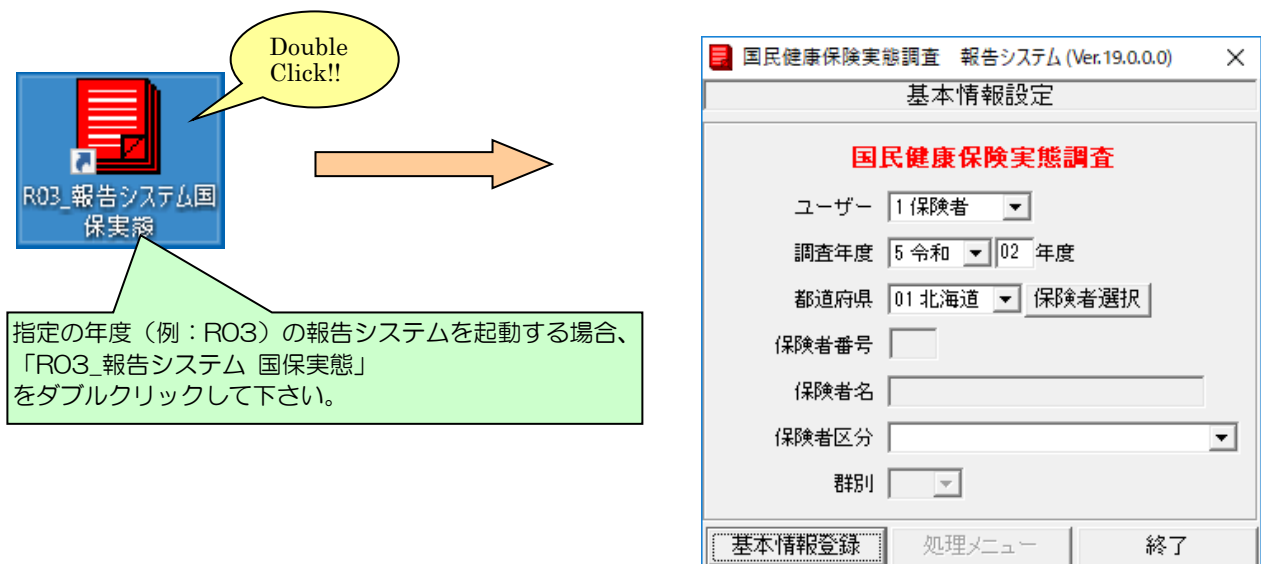 Double
Click!!
R03_報告システム国
保実態
指定の年度（例：R03）の報告システムを起動する場合、
「R03_報告システム 国保実態」
をダブルクリックして下さい。
国民健康保険実態調査　報告システム (Ver.19.0.0.0)
基本情報設定
国民健康保険実態調査
ユーザー 1 保険者
調査年度 5 令和 02 年度
都道府県 01 北海道 保険者選択
保険者番号
保険者名
保険者区分
群別
基本情報登録 処理メニュー 終了